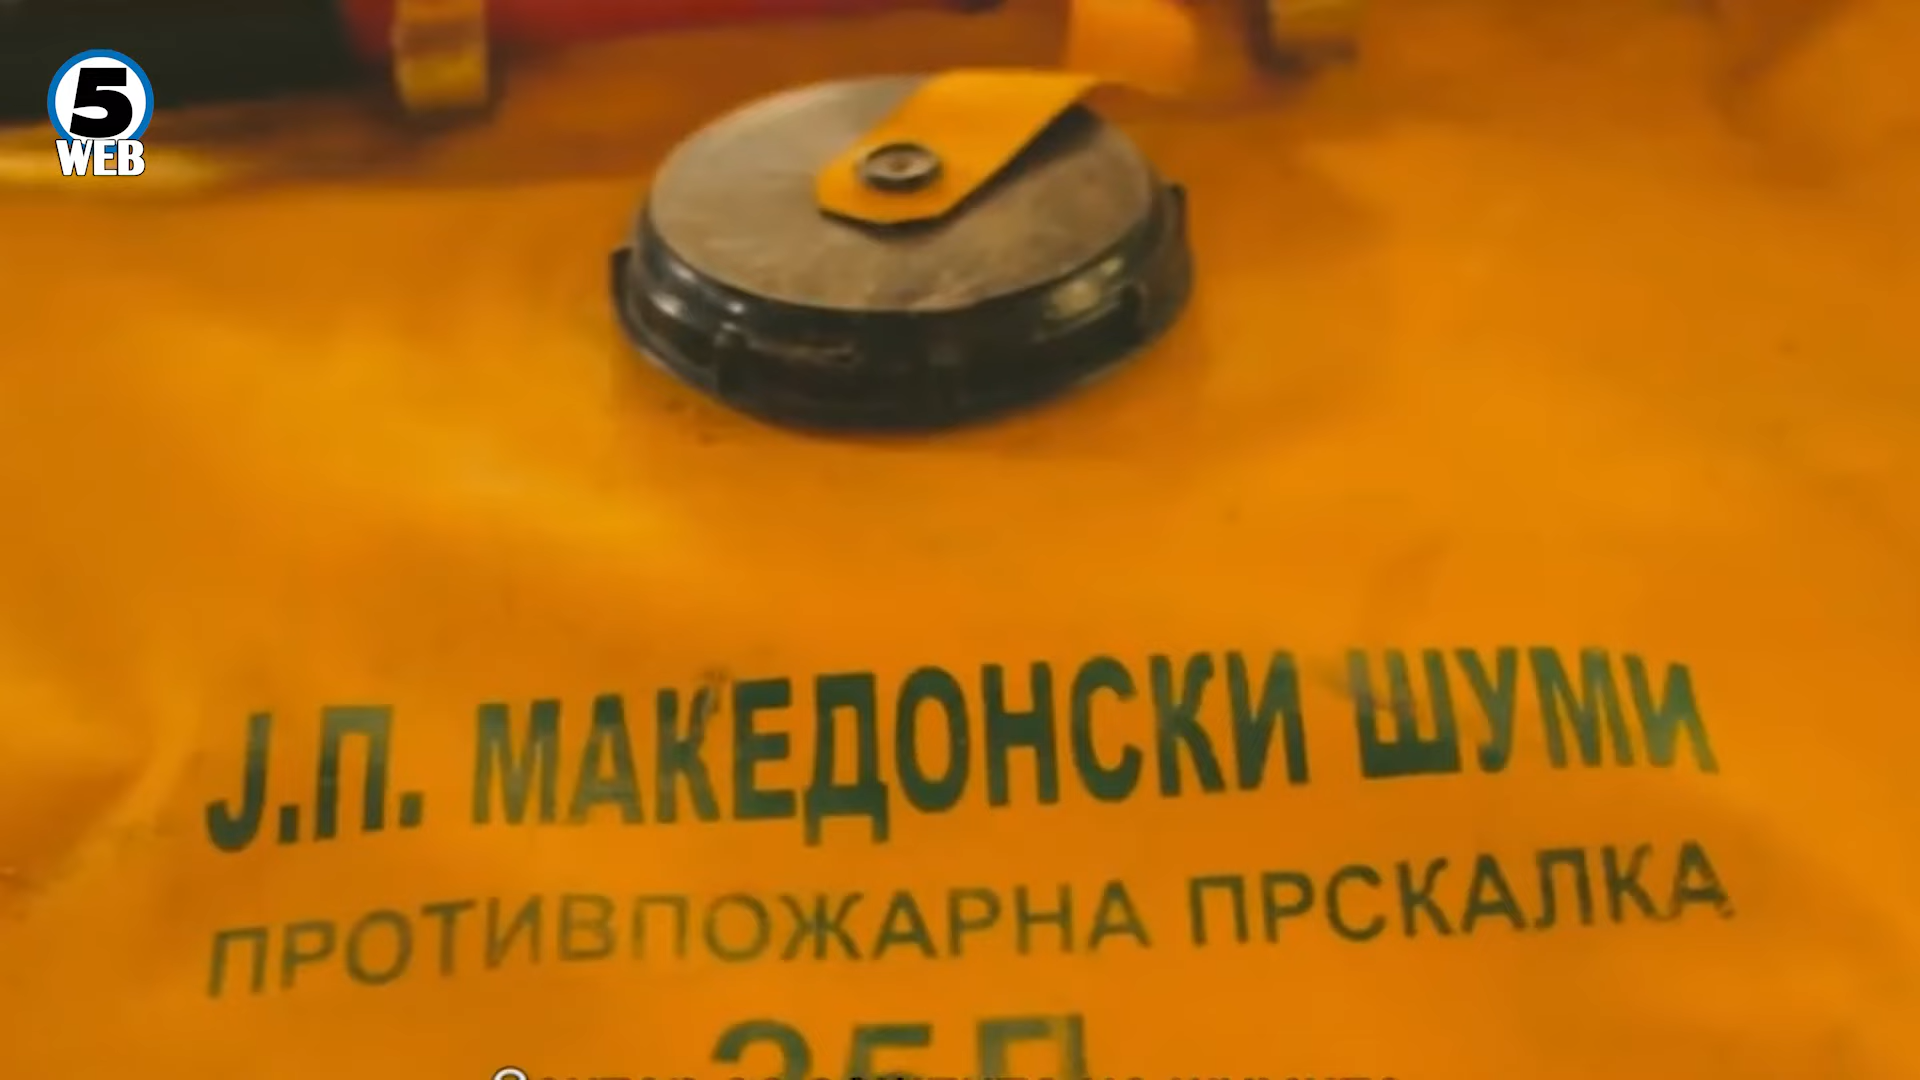 5
WEB
Ј.П. МАКЕДОНСКИ ШУМИ
ПРОТИВПОЖАРНА ПРСКАЛКА